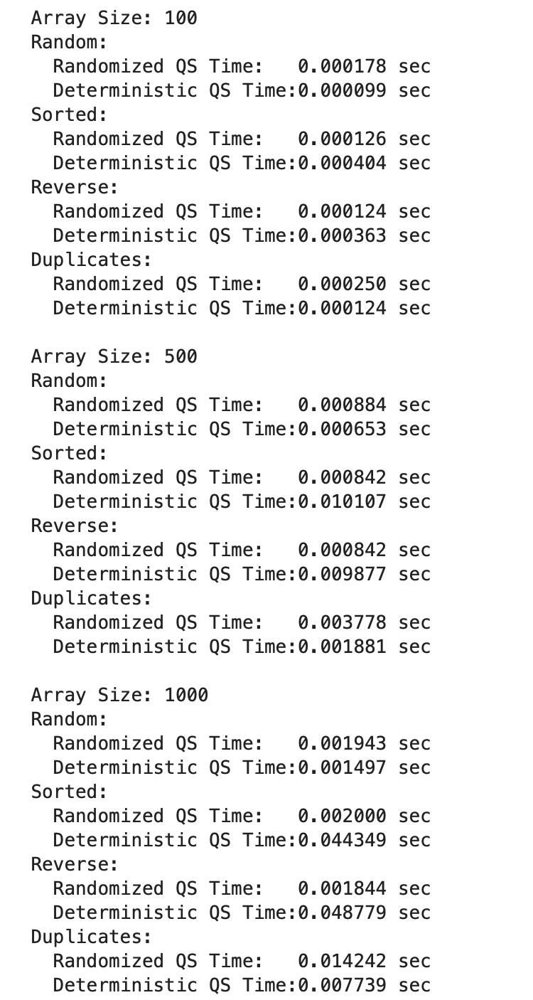 Array Size: 100
Random:
  Randomized QS Time:   0.000178 sec
  Deterministic QS Time:0.000099 sec
Sorted:
  Randomized QS Time:   0.000126 sec
  Deterministic QS Time:0.000404 sec
Reverse:
  Randomized QS Time:   0.000124 sec
  Deterministic QS Time:0.000363 sec
Duplicates:
  Randomized QS Time:   0.000250 sec
  Deterministic QS Time:0.000124 sec

Array Size: 500
Random:
  Randomized QS Time:   0.000884 sec
  Deterministic QS Time:0.000653 sec
Sorted:
  Randomized QS Time:   0.000842 sec
  Deterministic QS Time:0.010107 sec
Reverse:
  Randomized QS Time:   0.000842 sec
  Deterministic QS Time:0.009877 sec
Duplicates:
  Randomized QS Time:   0.003778 sec
  Deterministic QS Time:0.001881 sec

Array Size: 1000
Random:
  Randomized QS Time:   0.001943 sec
  Deterministic QS Time:0.001497 sec
Sorted:
  Randomized QS Time:   0.002000 sec
  Deterministic QS Time:0.044349 sec
Reverse:
  Randomized QS Time:   0.001844 sec
  Deterministic QS Time:0.048779 sec
Duplicates:
  Randomized QS Time:   0.014242 sec
  Deterministic QS Time:0.007739 sec